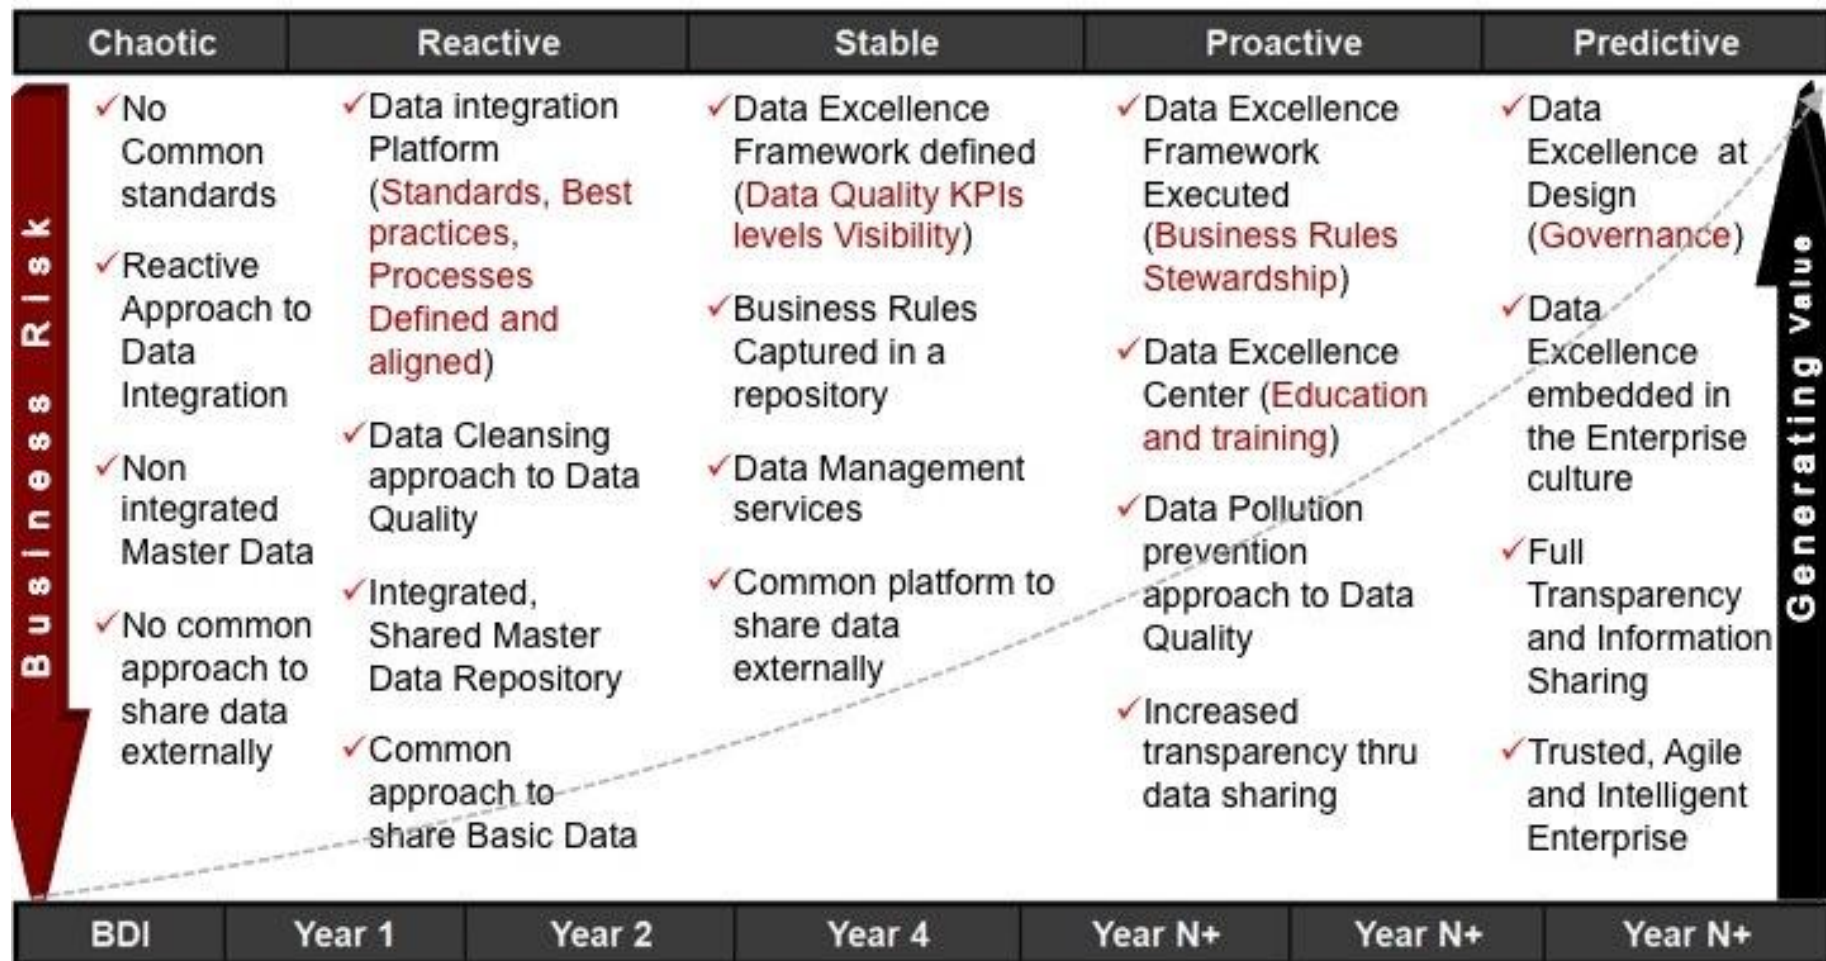 Chaotic
Reactive
Stable
Proactive
Predictive
Business Risk
✓No
Common
standards
✓Reactive
Approach to
Data
Integration
✓Non
integrated
Master Data
✓No common
approach to
share data
externally
✓Data integration
Platform
(Standards, Best
practices,
Processes
Defined and
aligned)
✓Data Cleansing
approach to Data
Quality
✓Integrated,
Shared Master
Data Repository
✓Common
approach to
share Basic Data
✓Data Excellence
Framework defined
(Data Quality KPIs
levels Visibility)
✓Business Rules
Captured in a
repository
✓Data Management
services
✓Common platform to
share data
externally
✓Data Excellence
Framework
Executed
(Business Rules
Stewardship)
✓Data Excellence
Center (Education
and training)
✓Data Pollution
prevention
approach to Data
Quality
✓Increased
transparency thru
data sharing
✓Data
Excellence at
Design
(Governance)
✓Data
Excellence
embedded in
the Enterprise
culture
✓Full
Transparency
and Information
Sharing
✓Trusted, Agile
and Intelligent
Enterprise
Generating Value
BDI
Year 1
Year 2
Year 4
Year N+
Year N+
Year N+